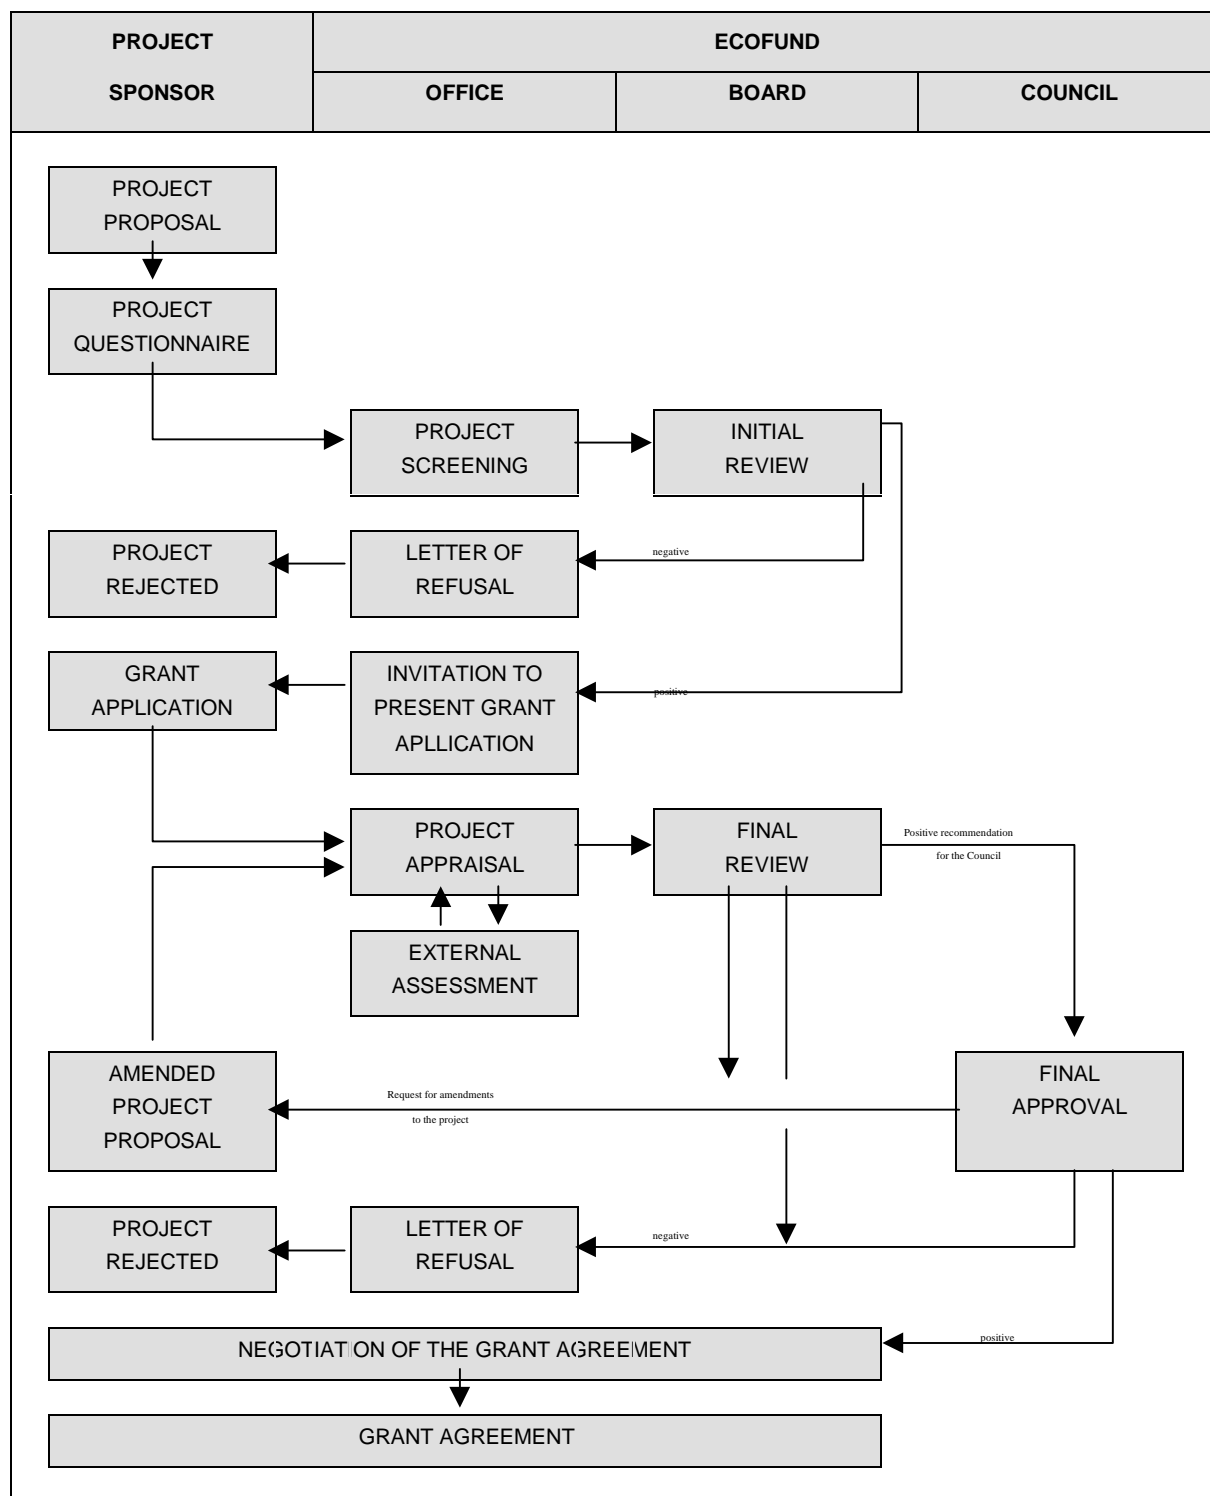 PROJECT
SPONSOR
ECOFUND
OFFICE
BOARD
COUNCIL
PROJECT
PROPOSAL
PROJECT
QUESTIONNAIRE
PROJECT
SCREENING
INITIAL
REVIEW
PROJECT
REJECTED
LETTER OF
REFUSAL
negative
GRANT
APPLICATION
INVITATION TO
PRESENT GRANT
APLLICATION
positive
PROJECT
APPRAISAL
FINAL
REVIEW
Positive recommendation
for the Council
EXTERNAL
ASSESSMENT
AMENDED
PROJECT
PROPOSAL
Request for amendments
to the project
FINAL
APPROVAL
PROJECT
REJECTED
LETTER OF
REFUSAL
negative
NEGOTIATION OF THE GRANT AGREEMENT
positive
GRANT AGREEMENT